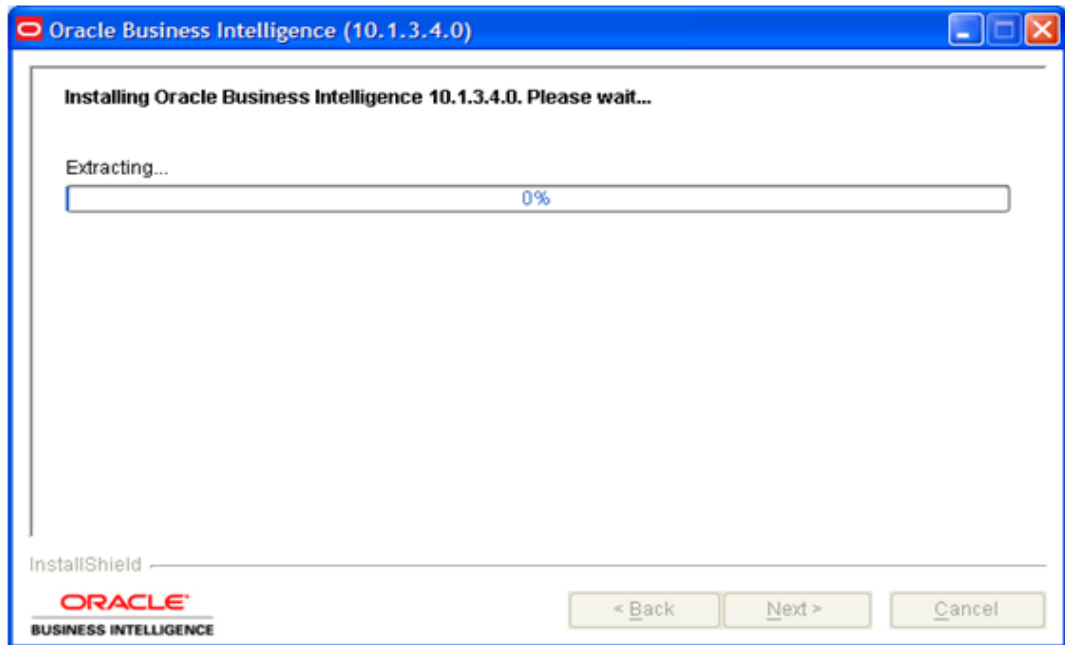 Oracle Business Intelligence (10.1.3.4.0)
Installing Oracle Business Intelligence 10.1.3.4.0. Please wait...
Extracting...
0%
InstallShield
ORACLE®
BUSINESS INTELLIGENCE
< Back Next > Cancel